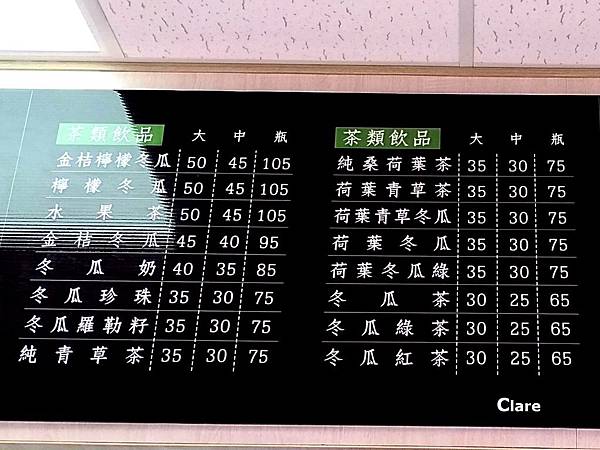 茶類飲品 大 中 瓶
金桔檸檬冬瓜 50 45 105
檸檬冬瓜 50 45 105
水果茶 50 45 105
金桔冬瓜 45 40 95
冬瓜奶 40 35 85
冬瓜珍珠 35 30 75
冬瓜羅勒籽 35 30 75
純青草茶 35 30 75
茶類飲品 大 中 瓶
純桑荷葉茶 35 30 75
荷葉青草茶 35 30 75
荷葉青草冬瓜 35 30 75
荷葉冬瓜 35 30 75
荷葉冬瓜綠 35 30 75
冬瓜茶 30 25 65
冬瓜綠茶 30 25 65
冬瓜紅茶 30 25 65
Clare